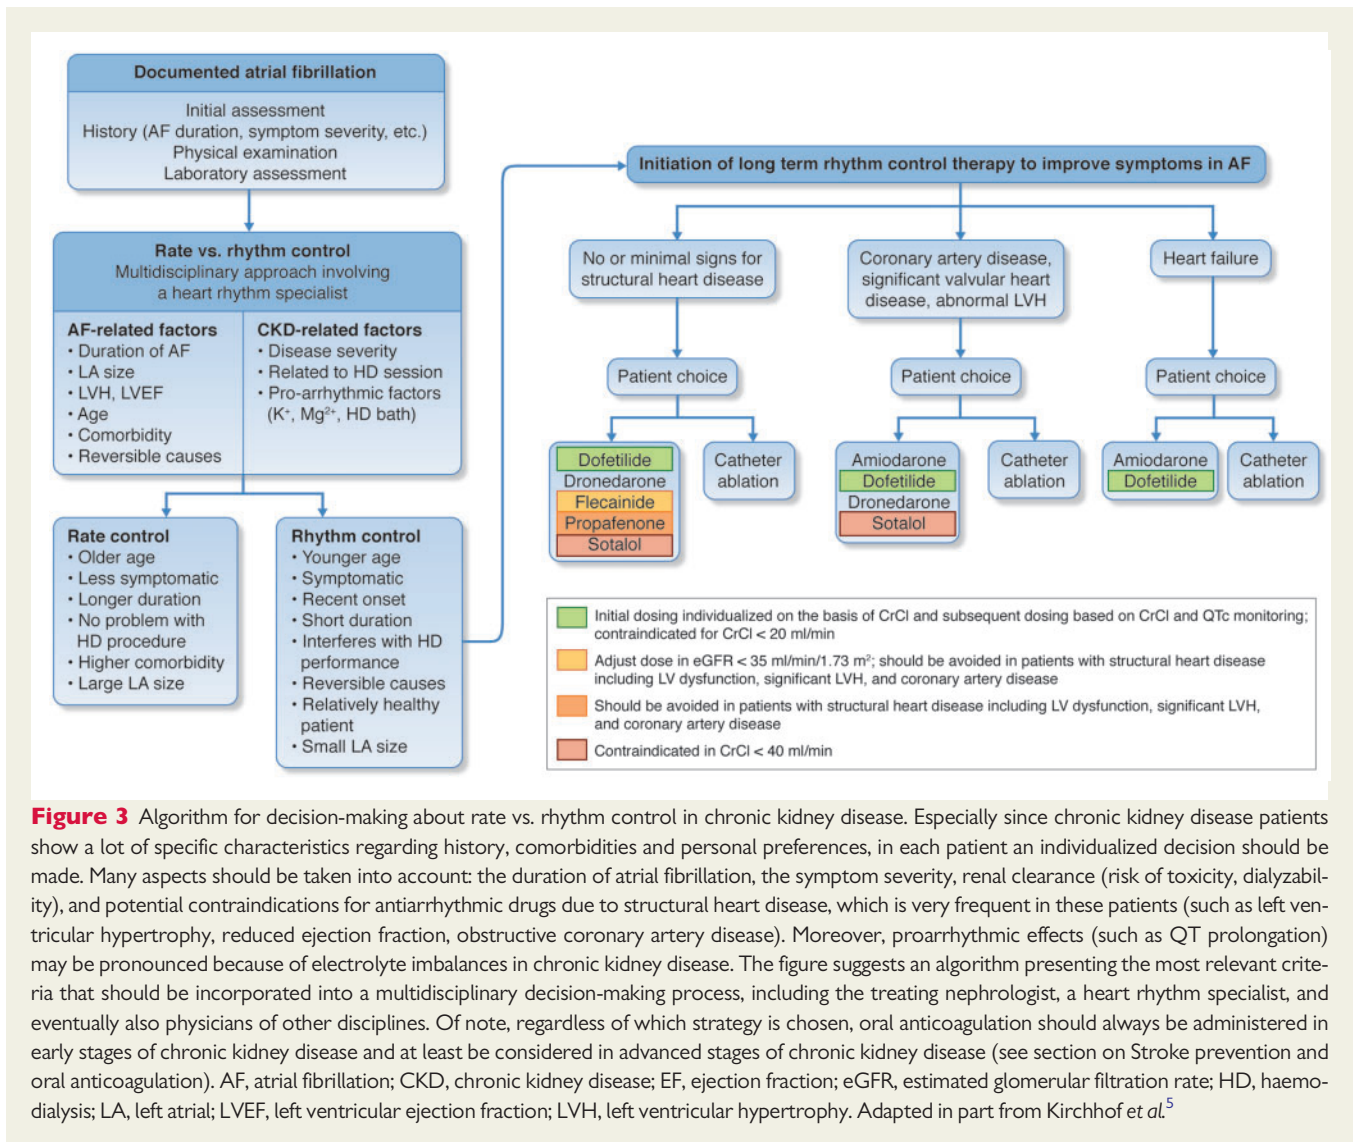 Documented atrial fibrillation
Initial assessment
History (AF duration, symptom severity, etc.)
Physical examination
Laboratory assessment
Rate vs. rhythm control
Multidisciplinary approach involving
a heart rhythm specialist
AF-related factors
• Duration of AF
• LA size
• LVH, LVEF
• Age
• Comorbidity
• Reversible causes
CKD-related factors
• Disease severity
• Related to HD session
• Pro-arrhythmic factors
(K⁺, Mg²⁺, HD bath)
Rate control
• Older age
• Less symptomatic
• Longer duration
• No problem with
HD procedure
• Higher comorbidity
• Large LA size
Rhythm control
• Younger age
• Symptomatic
• Recent onset
• Short duration
• Interferes with HD
performance
• Reversible causes
• Relatively healthy
patient
• Small LA size
Initiation of long term rhythm control therapy to improve symptoms in AF
No or minimal signs for
structural heart disease
Patient choice
Dofetilide
Dronedarone
Flecainide
Propafenone
Sotalol
Catheter
ablation
Coronary artery disease,
significant valvular heart
disease, abnormal LVH
Patient choice
Amiodarone
Dofetilide
Dronedarone
Sotalol
Catheter
ablation
Heart failure
Patient choice
Amiodarone
Dofetilide
Catheter
ablation
Initial dosing individualized on the basis of CrCl and subsequent dosing based on CrCl and QTc monitoring;
contraindicated for CrCl < 20 ml/min
Adjust dose in eGFR < 35 ml/min/1.73 m²; should be avoided in patients with structural heart disease
including LV dysfunction, significant LVH, and coronary artery disease
Should be avoided in patients with structural heart disease including LV dysfunction, significant LVH,
and coronary artery disease
Contraindicated in CrCl < 40 ml/min
Figure 3 Algorithm for decision-making about rate vs. rhythm control in chronic kidney disease. Especially since chronic kidney disease patients
show a lot of specific characteristics regarding history, comorbidities and personal preferences, in each patient an individualized decision should be
made. Many aspects should be taken into account: the duration of atrial fibrillation, the symptom severity, renal clearance (risk of toxicity, dialyzabil-
ity), and potential contraindications for antiarrhythmic drugs due to structural heart disease, which is very frequent in these patients (such as left ven-
tricular hypertrophy, reduced ejection fraction, obstructive coronary artery disease). Moreover, proarrhythmic effects (such as QT prolongation)
may be pronounced because of electrolyte imbalances in chronic kidney disease. The figure suggests an algorithm presenting the most relevant crite-
ria that should be incorporated into a multidisciplinary decision-making process, including the treating nephrologist, a heart rhythm specialist, and
eventually also physicians of other disciplines. Of note, regardless of which strategy is chosen, oral anticoagulation should always be administered in
early stages of chronic kidney disease and at least be considered in advanced stages of chronic kidney disease (see section on Stroke prevention and
oral anticoagulation). AF, atrial fibrillation; CKD, chronic kidney disease; EF, ejection fraction; eGFR, estimated glomerular filtration rate; HD, haemo-
dialysis; LA, left atrial; LVEF, left ventricular ejection fraction; LVH, left ventricular hypertrophy. Adapted in part from Kirchhof et al.⁵